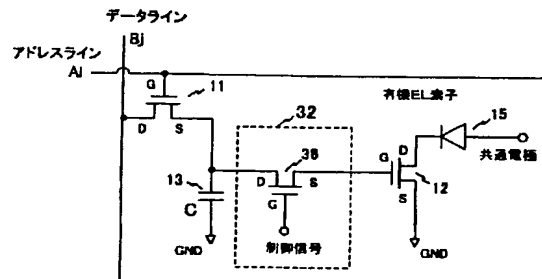 データライン
Bj
アドレスライン
Ai
G
11
D
S
32
有機EL素子
15
38
D
共通電極
13
D
S
G
12
C
G
S
制御信号
GND
GND